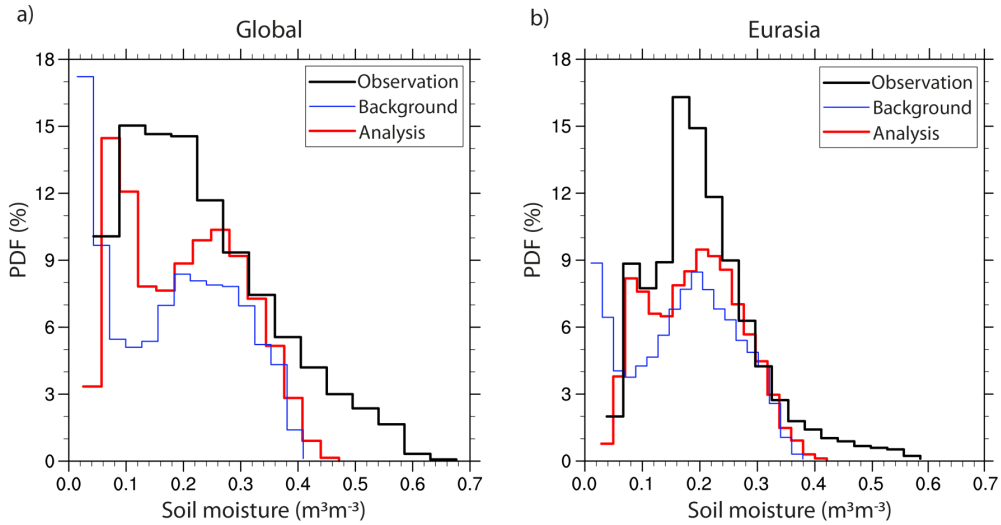 a)
Global
PDF (%)
18
15
12
9
6
3
0
Observation
Background
Analysis
0.0 0.1 0.2 0.3 0.4 0.5 0.6 0.7
Soil moisture (m³m⁻³)
b)
Eurasia
PDF (%)
18
15
12
9
6
3
0
Observation
Background
Analysis
0.0 0.1 0.2 0.3 0.4 0.5 0.6 0.7
Soil moisture (m³m⁻³)